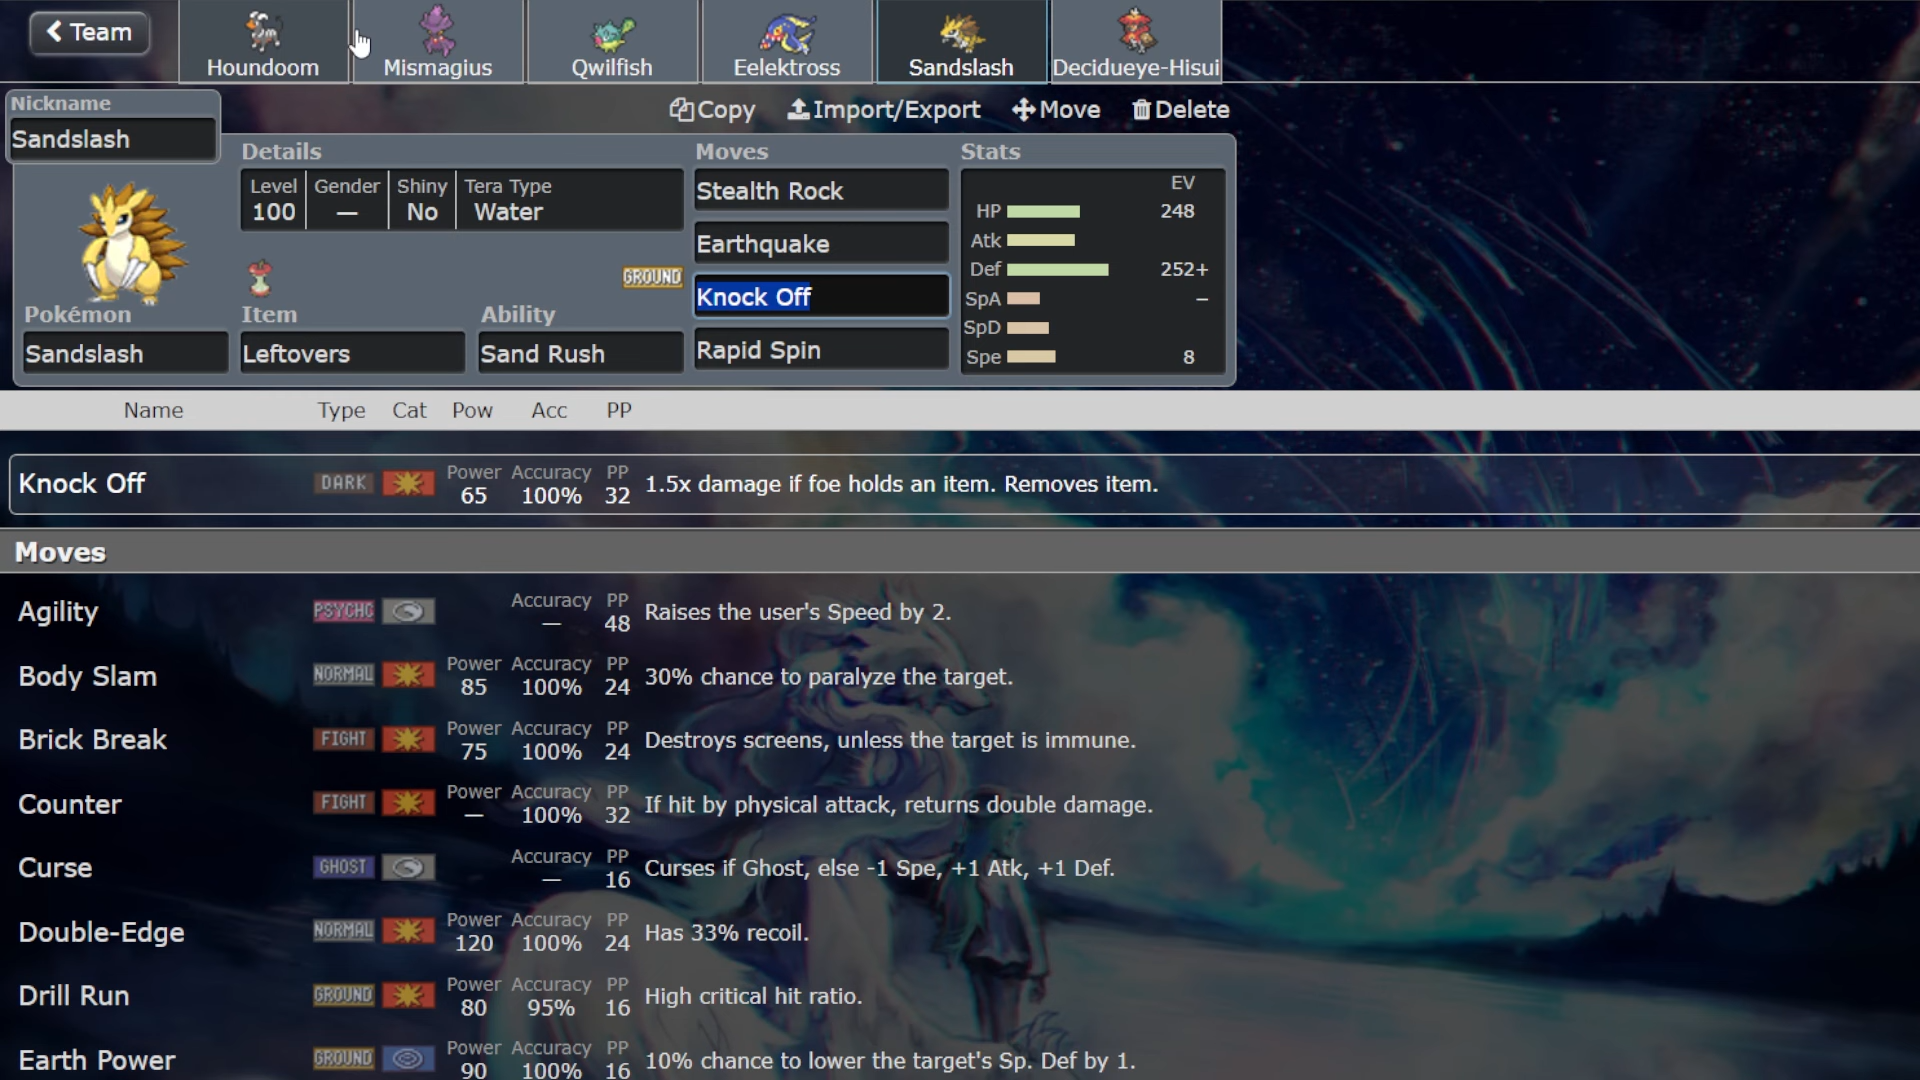 Team
Houndoom
Mismagius
Qwilfish
Eelektross
Sandslash
Decidueye-Hisui
Nickname
Sandslash
Copy
Import/Export
Move
Delete
Details
Moves
Stats
Level Gender Shiny Tera Type
100 — No Water
EV
HP 248
Atk
Def 252+
SpA –
SpD
Spe 8
Stealth Rock
Earthquake
Knock Off
Rapid Spin
GROUND
Pokémon
Item
Ability
Sandslash
Leftovers
Sand Rush
Name Type Cat Pow Acc PP
Knock Off DARK Power 65 Accuracy 100% PP 32 1.5x damage if foe holds an item. Removes item.
Moves
Agility PSYCHC Accuracy — PP 48 Raises the user's Speed by 2.
Body Slam NORMAL Power 85 Accuracy 100% PP 24 30% chance to paralyze the target.
Brick Break FIGHT Power 75 Accuracy 100% PP 24 Destroys screens, unless the target is immune.
Counter FIGHT Power — Accuracy 100% PP 32 If hit by physical attack, returns double damage.
Curse GHOST Accuracy — PP 16 Curses if Ghost, else -1 Spe, +1 Atk, +1 Def.
Double-Edge NORMAL Power 120 Accuracy 100% PP 24 Has 33% recoil.
Drill Run GROUND Power 80 Accuracy 95% PP 16 High critical hit ratio.
Earth Power GROUND Power 90 Accuracy 100% PP 16 10% chance to lower the target's Sp. Def by 1.